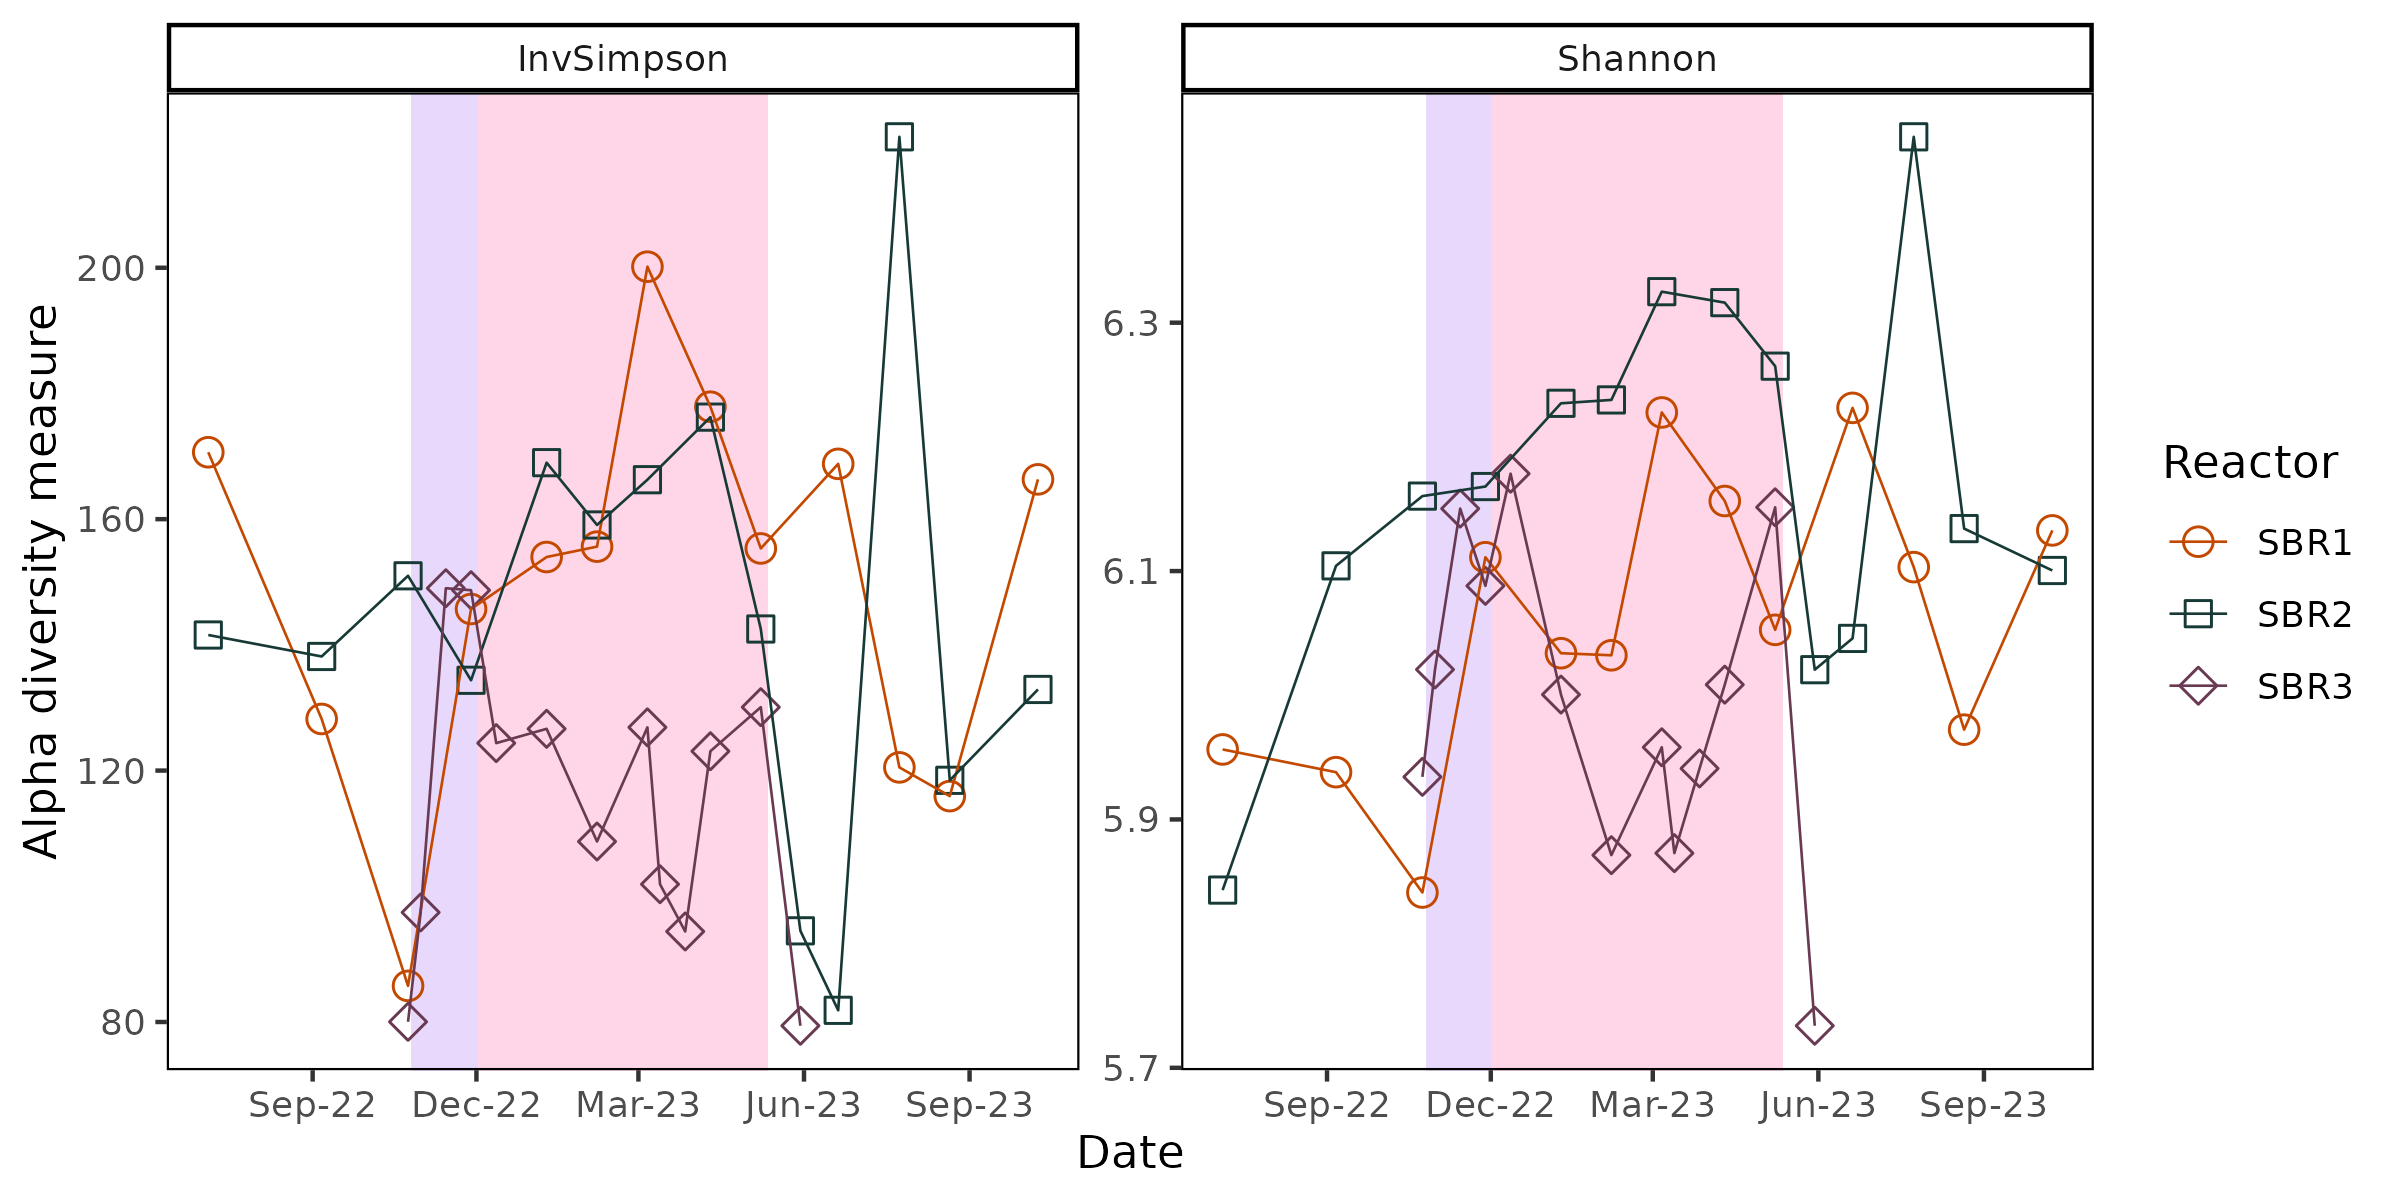 InvSimpson
Shannon
Alpha diversity measure
200
160
120
80
6.3
6.1
5.9
5.7
Sep-22 Dec-22 Mar-23 Jun-23 Sep-23
Sep-22 Dec-22 Mar-23 Jun-23 Sep-23
Date
Reactor
SBR1
SBR2
SBR3